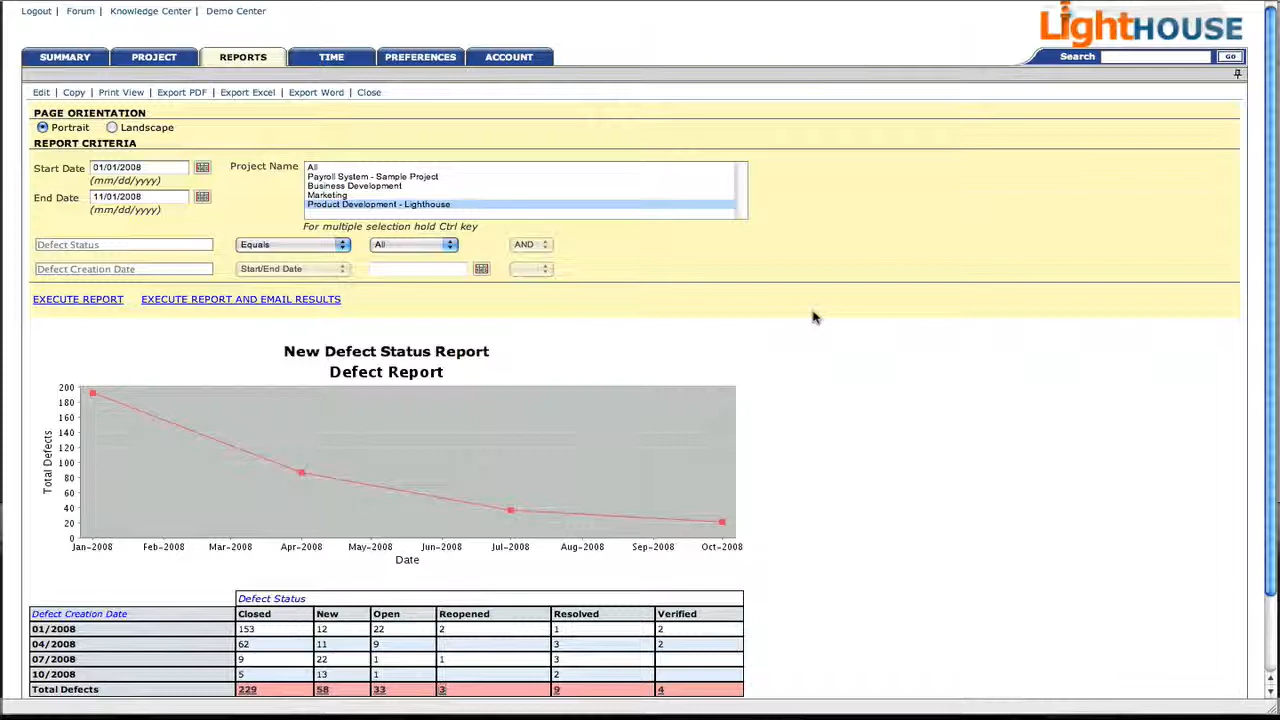 Logout | Forum | Knowledge Center | Demo Center
LightHOUSE
SUMMARY PROJECT REPORTS TIME PREFERENCES ACCOUNT Search GO
Edit | Copy | Print View | Export PDF | Export Excel | Export Word | Close
PAGE ORIENTATION
Portrait Landscape
REPORT CRITERIA
Start Date 01/01/2008 Project Name All
(mm/dd/yyyy) Payroll System - Sample Project
Business Development
End Date 11/01/2008 Marketing
(mm/dd/yyyy) Product Development - Lighthouse
For multiple selection hold Ctrl key
Defect Status Equals All AND
Defect Creation Date Start/End Date
EXECUTE REPORT EXECUTE REPORT AND EMAIL RESULTS
New Defect Status Report
Defect Report
200
180
160
140
120
100
80
60
40
20
0
Total Defects
Jan-2008 Feb-2008 Mar-2008 Apr-2008 May-2008 Jun-2008 Jul-2008 Aug-2008 Sep-2008 Oct-2008
Date
Defect Status
Defect Creation Date Closed New Open Reopened Resolved Verified
01/2008 153 12 22 2 1 2
04/2008 62 11 9 3 2
07/2008 9 22 1 1 3
10/2008 5 13 1 2
Total Defects 229 58 33 3 9 4